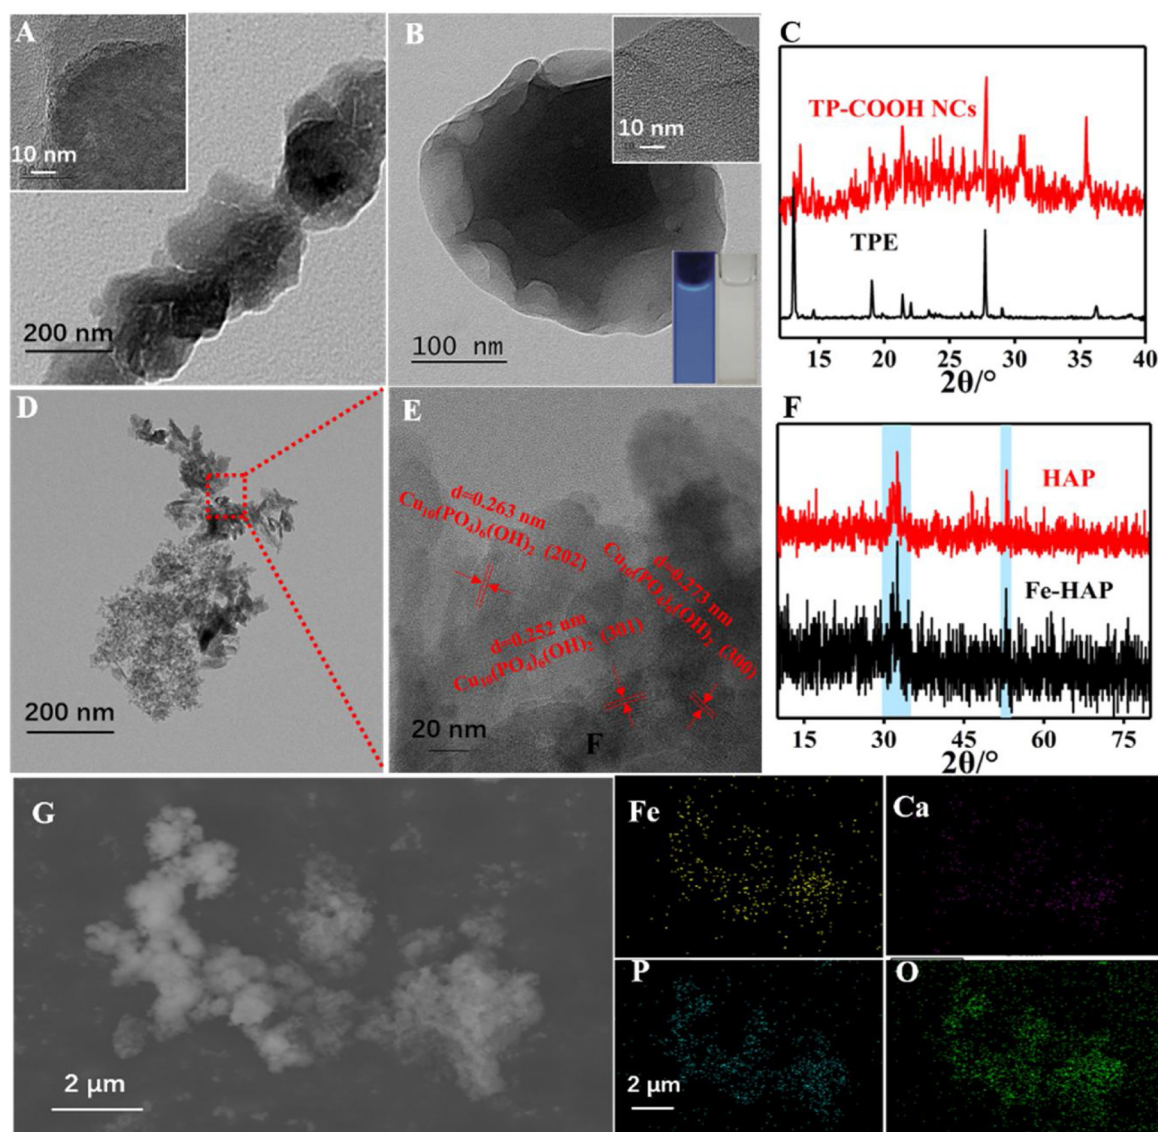 A
10 nm
200 nm
B
10 nm
100 nm
C
TP-COOH NCs
TPE
15 20 25 30 35 40
2θ/°
D
200 nm
E
d=0.263 nm
Cu₁₀(PO₄)₆(OH)₂ (202)
d=0.273 nm
Cu₁₀(PO₄)₆(OH)₂ (300)
d=0.252 nm
Cu₁₀(PO₄)₆(OH)₂ (301)
20 nm
F
F
HAP
Fe-HAP
15 30 45 60 75
2θ/°
G
2 μm
Fe
Ca
P
2 μm
O